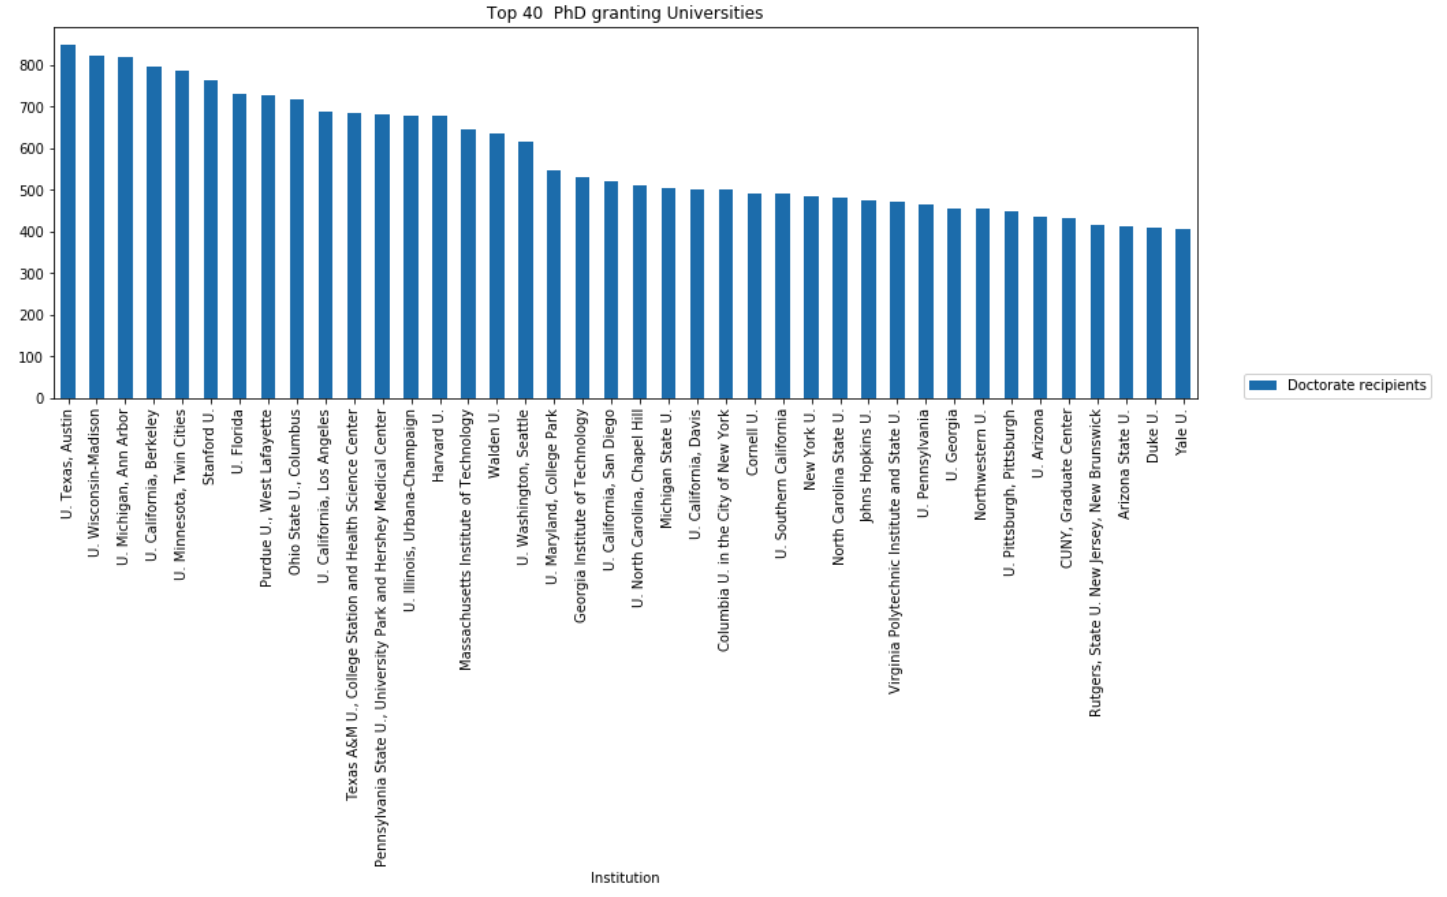 Top 40  PhD granting Universities
800
700
600
500
400
300
200
100
0
Doctorate recipients
U. Texas, Austin
U. Wisconsin-Madison
U. Michigan, Ann Arbor
U. California, Berkeley
U. Minnesota, Twin Cities
Stanford U.
U. Florida
Purdue U., West Lafayette
Ohio State U., Columbus
U. California, Los Angeles
Texas A&M U., College Station and Health Science Center
Pennsylvania State U., University Park and Hershey Medical Center
U. Illinois, Urbana-Champaign
Harvard U.
Massachusetts Institute of Technology
Walden U.
U. Washington, Seattle
U. Maryland, College Park
Georgia Institute of Technology
U. California, San Diego
U. North Carolina, Chapel Hill
Michigan State U.
U. California, Davis
Columbia U. in the City of New York
Cornell U.
U. Southern California
New York U.
North Carolina State U.
Johns Hopkins U.
Virginia Polytechnic Institute and State U.
U. Pennsylvania
U. Georgia
Northwestern U.
U. Pittsburgh, Pittsburgh
U. Arizona
CUNY, Graduate Center
Rutgers, State U. New Jersey, New Brunswick
Arizona State U.
Duke U.
Yale U.
Institution